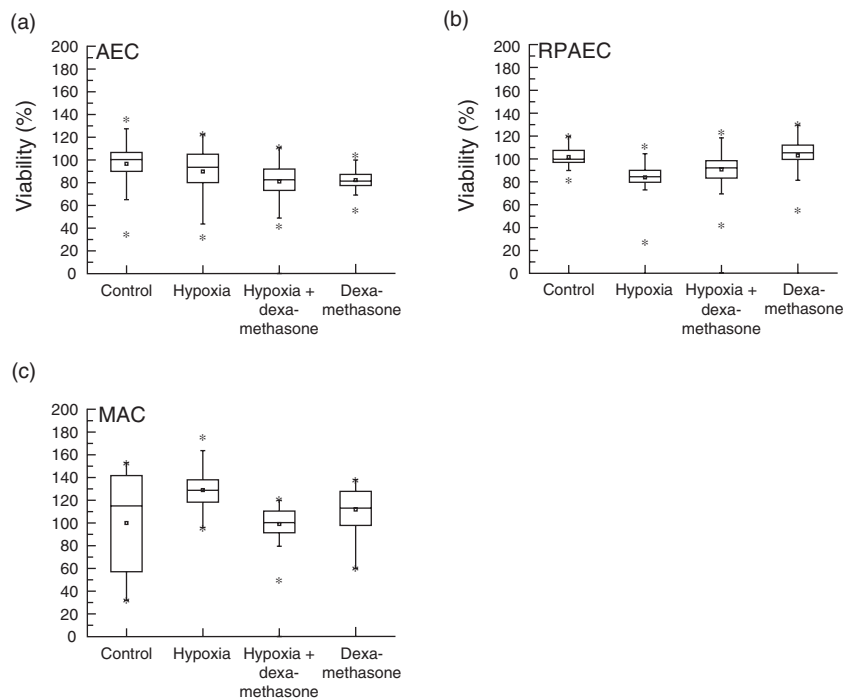 (a)
AEC
Viability (%)
200
180
160
140
120
100
80
60
40
20
0
Control
Hypoxia
Hypoxia +
dexa-
methasone
Dexa-
methasone
(b)
RPAEC
Viability (%)
200
180
160
140
120
100
80
60
40
20
0
Control
Hypoxia
Hypoxia +
dexa-
methasone
Dexa-
methasone
(c)
MAC
200
180
160
140
120
100
80
60
40
20
0
Control
Hypoxia
Hypoxia +
dexa-
methasone
Dexa-
methasone